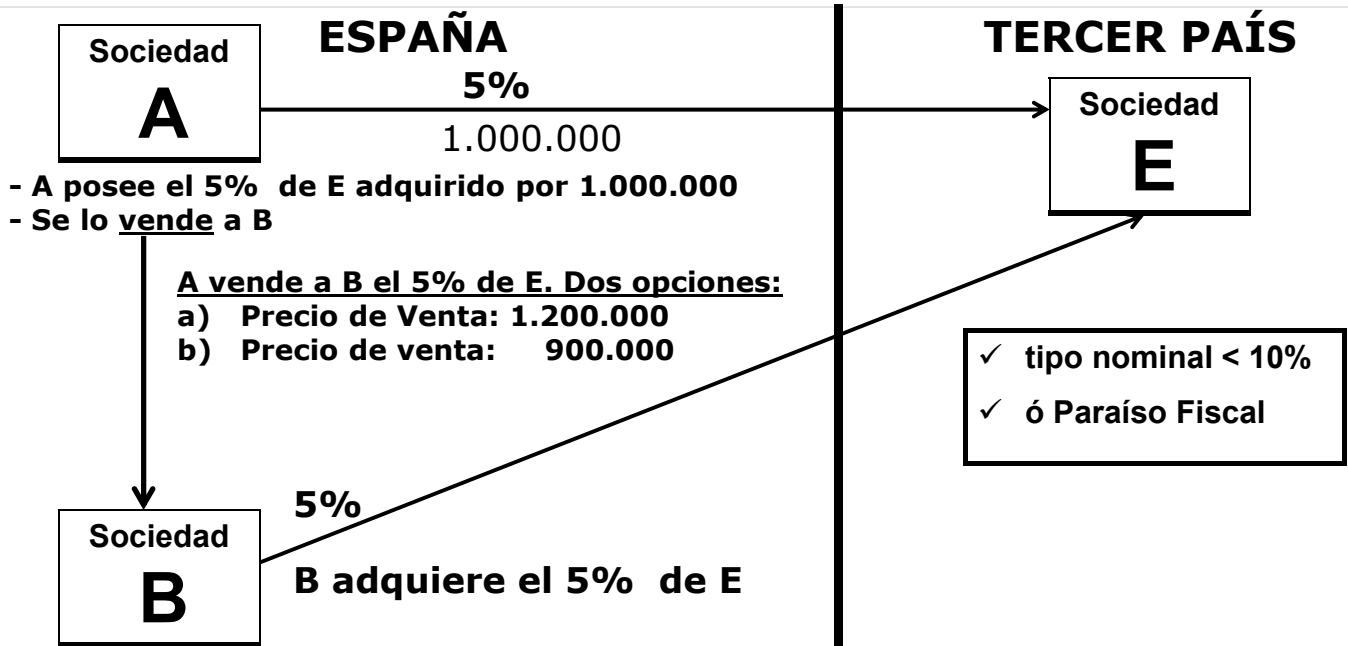 ESPAÑA
TERCER PAÍS
Sociedad
A
5%
1.000.000
Sociedad
E
- A posee el 5% de E adquirido por 1.000.000
- Se lo vende a B
A vende a B el 5% de E. Dos opciones:
a) Precio de Venta: 1.200.000
b) Precio de venta: 900.000
✓ tipo nominal < 10%
✓ ó Paraíso Fiscal
Sociedad
B
5%
B adquiere el 5% de E